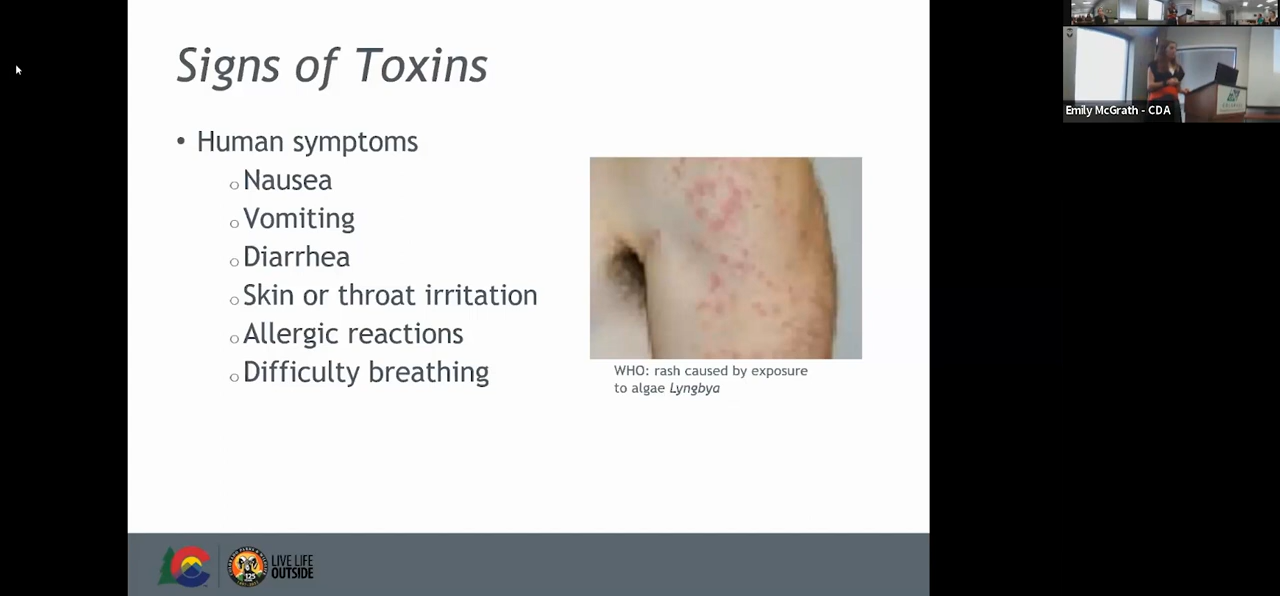 Signs of Toxins
• Human symptoms
o Nausea
o Vomiting
o Diarrhea
o Skin or throat irritation
o Allergic reactions
o Difficulty breathing
WHO: rash caused by exposure
to algae Lyngbya
LIVE LIFE
OUTSIDE
125
Emily McGrath - CDA